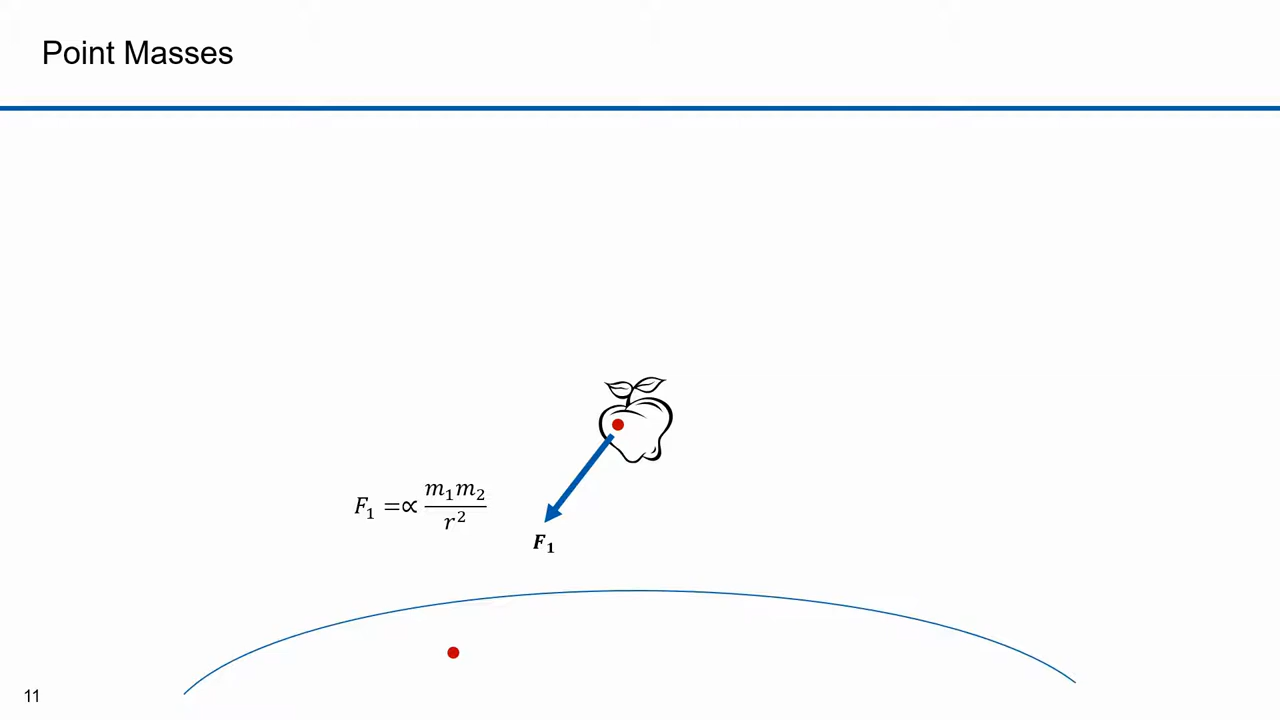 Point Masses
F₁ =∝ m₁m₂ / r²
F₁
11